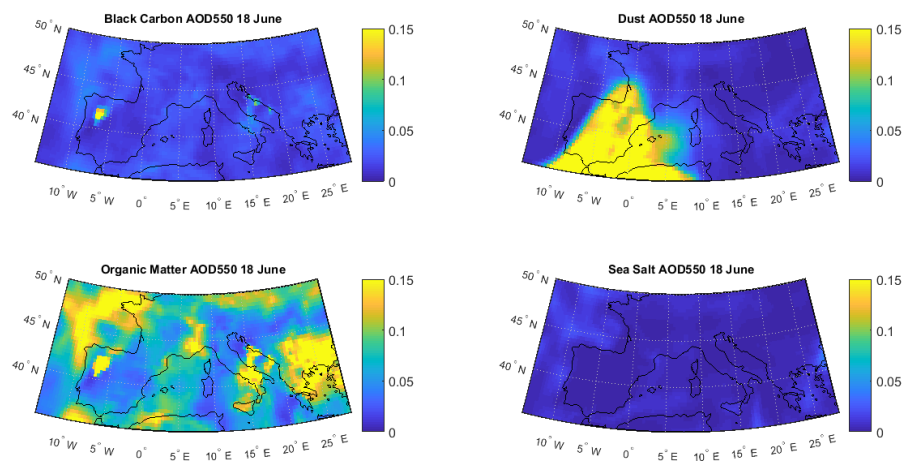 Black Carbon AOD550 18 June
50° N
45° N
40° N
10° W
5° W
0°
5° E
10° E
15° E
20° E
25° E
0.15
0.1
0.05
0
Dust AOD550 18 June
50° N
45° N
40° N
10° W
5° W
0°
5° E
10° E
15° E
20° E
25° E
0.15
0.1
0.05
0
Organic Matter AOD550 18 June
50° N
45° N
40° N
10° W
5° W
0°
5° E
10° E
15° E
20° E
25° E
0.15
0.1
0.05
0
Sea Salt AOD550 18 June
50° N
45° N
40° N
10° W
5° W
0°
5° E
10° E
15° E
20° E
25° E
0.15
0.1
0.05
0